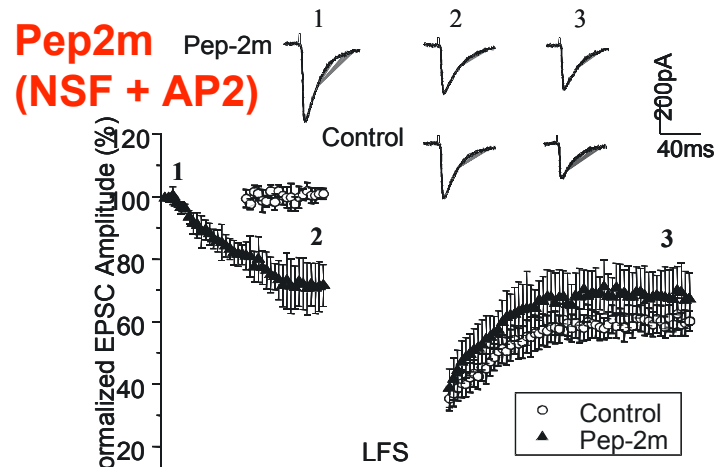 Pep2m
(NSF + AP2)
1
2
3
Pep-2m
Control
200pA
40ms
ormalized EPSC Amplitude (%)
120
100
80
60
40
20
1
2
3
LFS
Control
Pep-2m